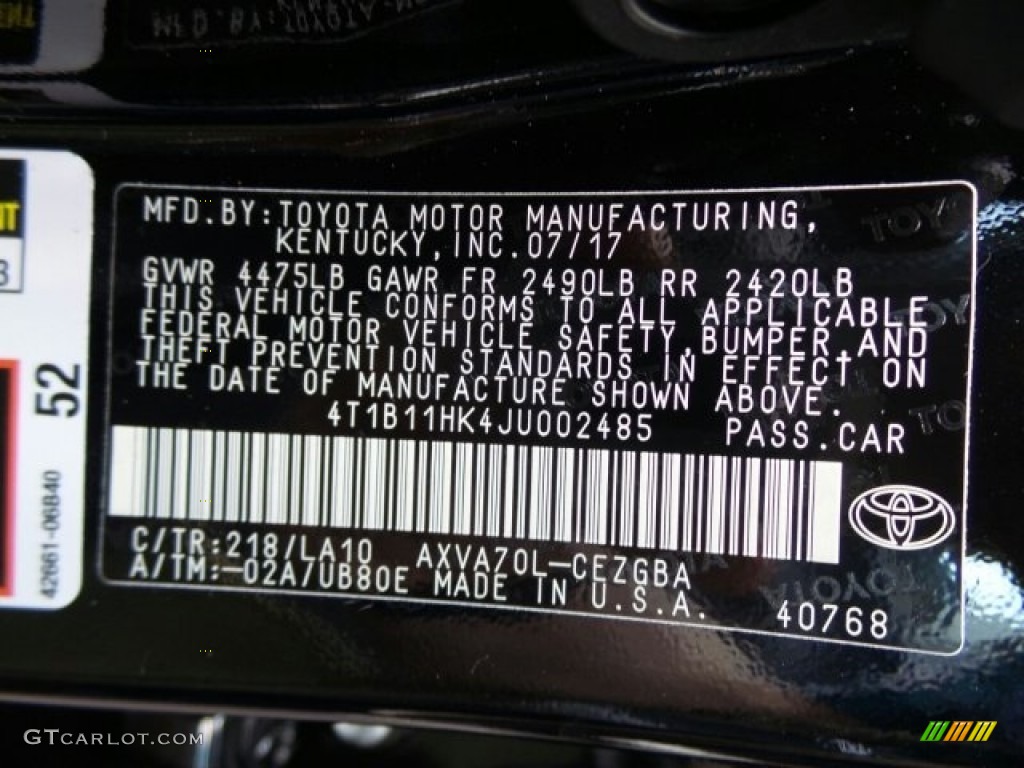 MFD.BY:TOYOTA MOTOR MANUFACTURING,
KENTUCKY,INC.07/17
GVWR 4475LB GAWR FR 2490LB RR 2420LB
THIS VEHICLE CONFORMS TO ALL APPLICABLE
FEDERAL MOTOR VEHICLE SAFETY,BUMPER,AND
THEFT PREVENTION STANDARDS IN EFFECT ON
THE DATE OF MANUFACTURE SHOWN ABOVE.
4T1B11HK4JU002485 PASS.CAR
C/TR:218/LA10 AXVA70L-CEZGBA
A/TM:-02A/UB80E MADE IN U.S.A.
40768
52
42661-06B40
GTCARLOT.COM